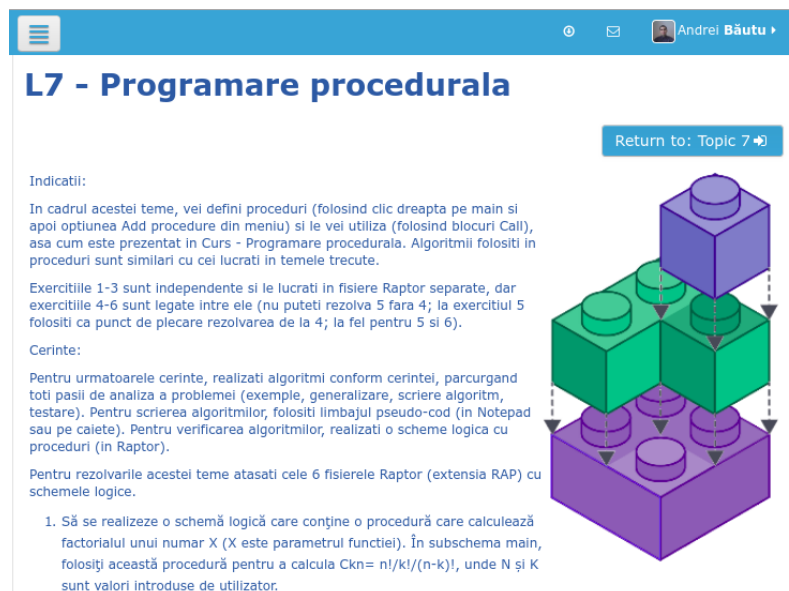 Andrei Băutu
L7 - Programare procedurala
Return to: Topic 7
Indicatii:
In cadrul acestei teme, vei defini proceduri (folosind clic dreapta pe main si
apoi optiunea Add procedure din meniu) si le vei utiliza (folosind blocuri Call),
asa cum este prezentat in Curs - Programare procedurala. Algoritmii folositi in
proceduri sunt similari cu cei lucrati in temele trecute.
Exercitiile 1-3 sunt independente si le lucrati in fisiere Raptor separate, dar
exercitiile 4-6 sunt legate intre ele (nu puteti rezolva 5 fara 4; la exercitiul 5
folositi ca punct de plecare rezolvarea de la 4; la fel pentru 5 si 6).
Cerinte:
Pentru urmatoarele cerinte, realizati algoritmi conform cerintei, parcurgand
toti pasii de analiza a problemei (exemple, generalizare, scriere algoritm,
testare). Pentru scrierea algoritmilor, folositi limbajul pseudo-cod (in Notepad
sau pe caiete). Pentru verificarea algoritmilor, realizati o scheme logica cu
proceduri (in Raptor).
Pentru rezolvarile acestei teme atasati cele 6 fisierele Raptor (extensia RAP) cu
schemele logice.
1. Să se realizeze o schemă logică care conţine o procedură care calculează
factorialul unui numar X (X este parametrul functiei). În subschema main,
folosiţi această procedură pentru a calcula Ckn= n!/k!/(n-k)!, unde N și K
sunt valori introduse de utilizator.